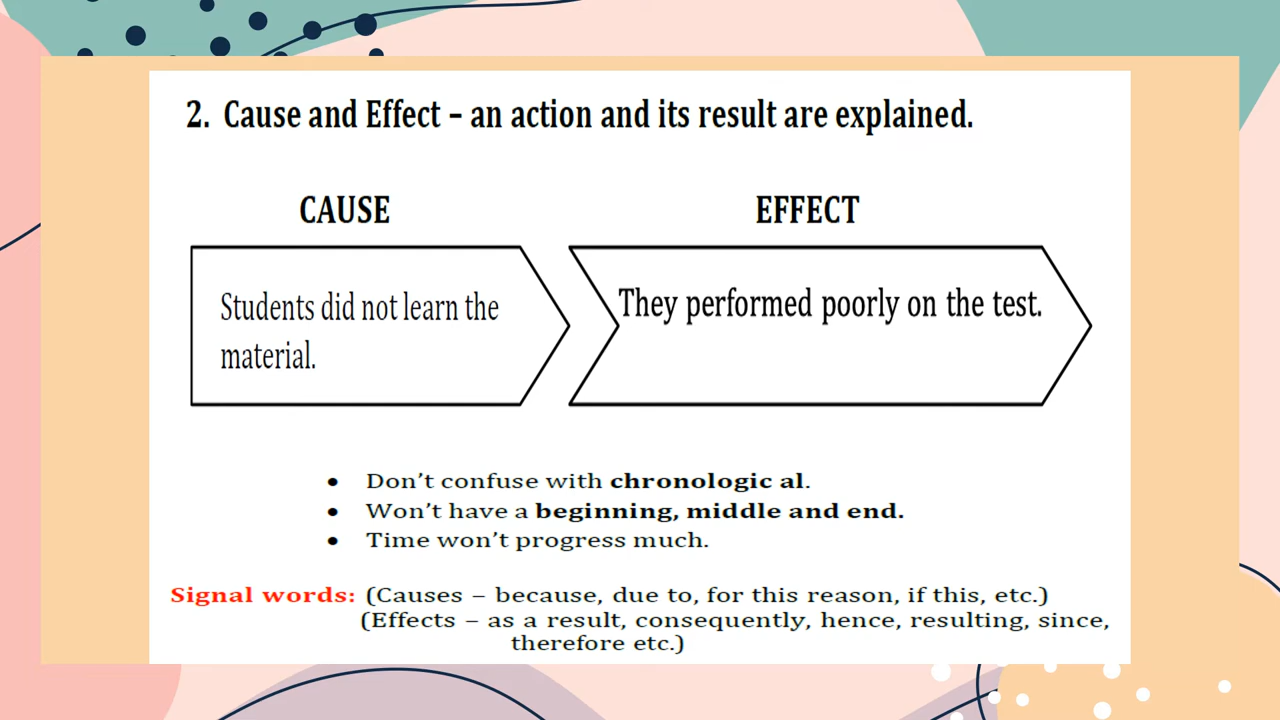 2. Cause and Effect – an action and its result are explained.
CAUSE
EFFECT
Students did not learn the
material.
They performed poorly on the test.
• Don't confuse with chronologic al.
• Won't have a beginning, middle and end.
• Time won't progress much.
Signal words: (Causes – because, due to, for this reason, if this, etc.)
(Effects – as a result, consequently, hence, resulting, since,
therefore etc.)